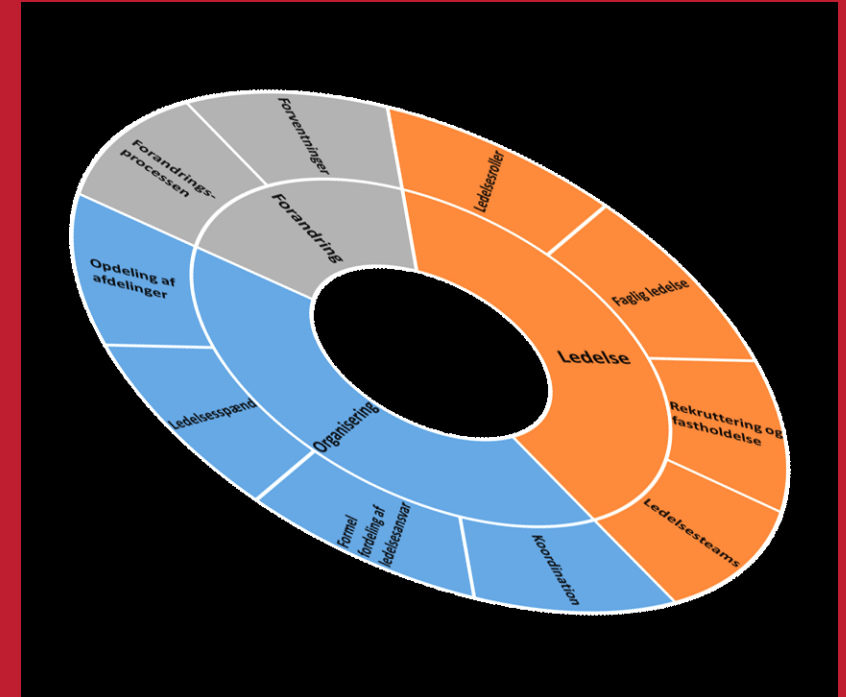 Forventninger
Forandrings-
processen
Forandring
Ledelsesroller
Faglig ledelse
Ledelse
Rekruttering og
fastholdelse
Ledelsesteams
Opdeling af
afdelinger
Ledelsesspænd
Organisering
Formel
fordeling af
ledelsesansvar
Koordination